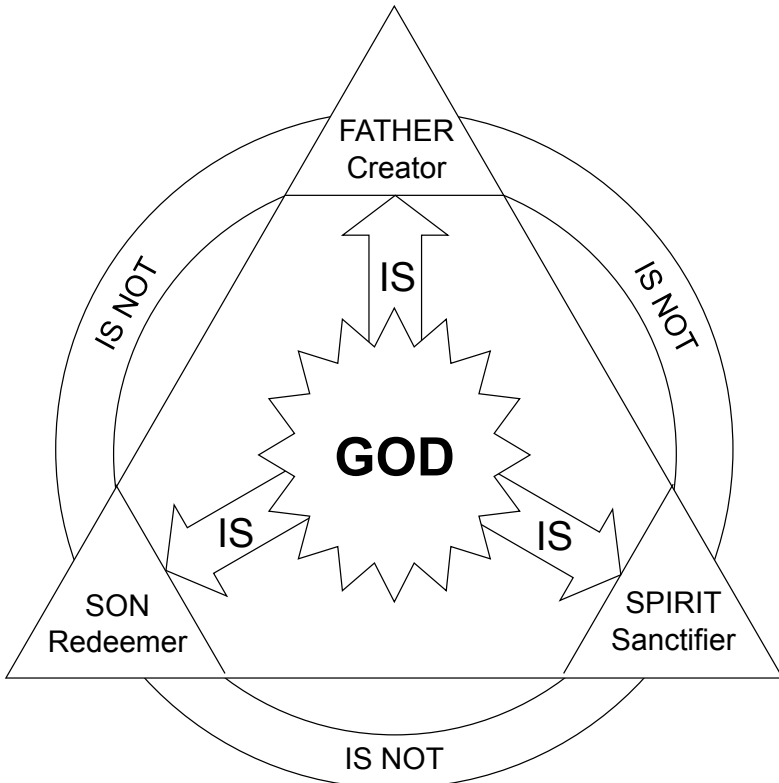 FATHER
Creator
IS NOT
IS NOT
IS
GOD
IS
IS
SON
Redeemer
SPIRIT
Sanctifier
IS NOT